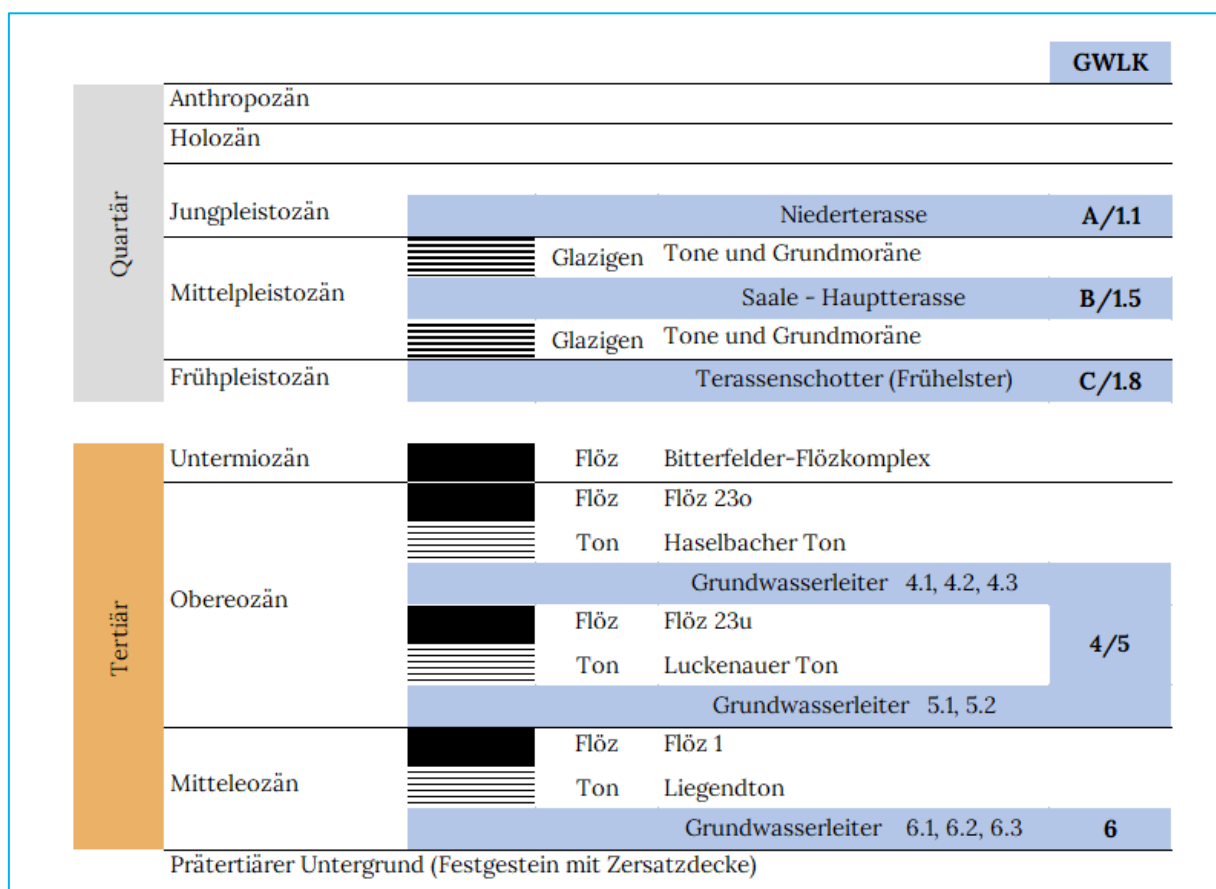 GWLK
Quartär
Anthropozän
Holozän
Jungpleistozän Niederterasse A/1.1
Glazigen Tone und Grundmoräne
Mittelpleistozän Saale - Hauptterasse B/1.5
Glazigen Tone und Grundmoräne
Frühpleistozän Terassenschotter (Frühelster) C/1.8
Tertiär
Untermiozän Flöz Bitterfelder-Flözkomplex
Flöz Flöz 23o
Ton Haselbacher Ton
Obereozän Grundwasserleiter 4.1, 4.2, 4.3
Flöz Flöz 23u
4/5
Ton Luckenauer Ton
Grundwasserleiter 5.1, 5.2
Flöz Flöz 1
Mitteleozän Ton Liegendton
Grundwasserleiter 6.1, 6.2, 6.3 6
Prätertiärer Untergrund (Festgestein mit Zersatzdecke)